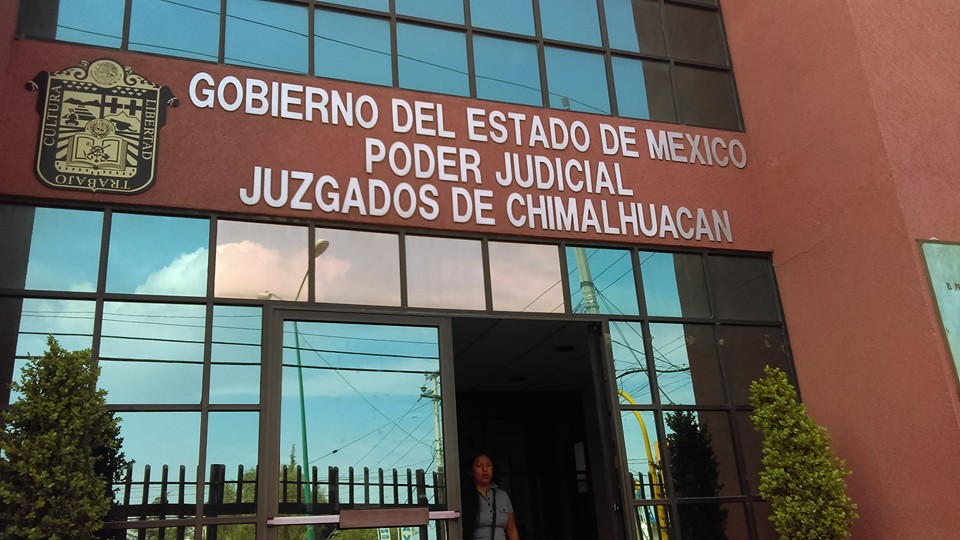 GOBIERNO DEL ESTADO DE MEXICO
PODER JUDICIAL
JUZGADOS DE CHIMALHUACAN
CULTURA
LIBERTAD
TRABAJO